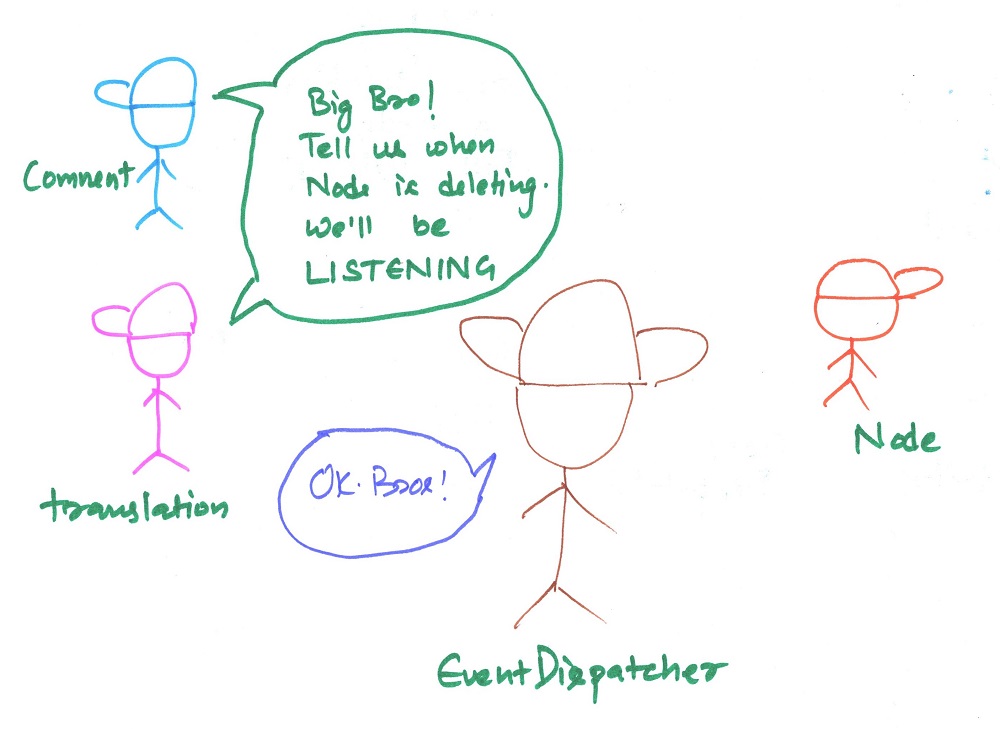 Big Bro!
Tell us when
Node is deleting.
We'll be
LISTENING
Comment
translation
OK. Bros!
Node
EventDispatcher